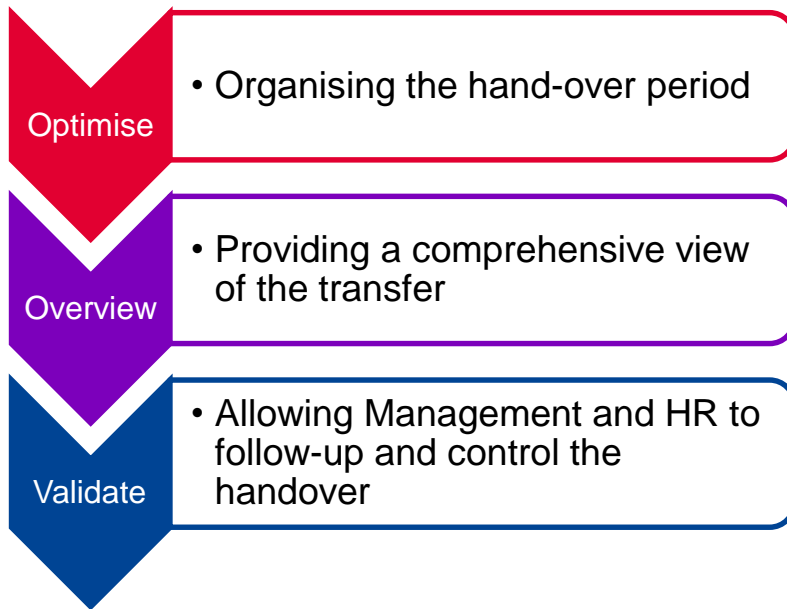 Optimise
• Organising the hand-over period
Overview
• Providing a comprehensive view
of the transfer
Validate
• Allowing Management and HR to
follow-up and control the
handover